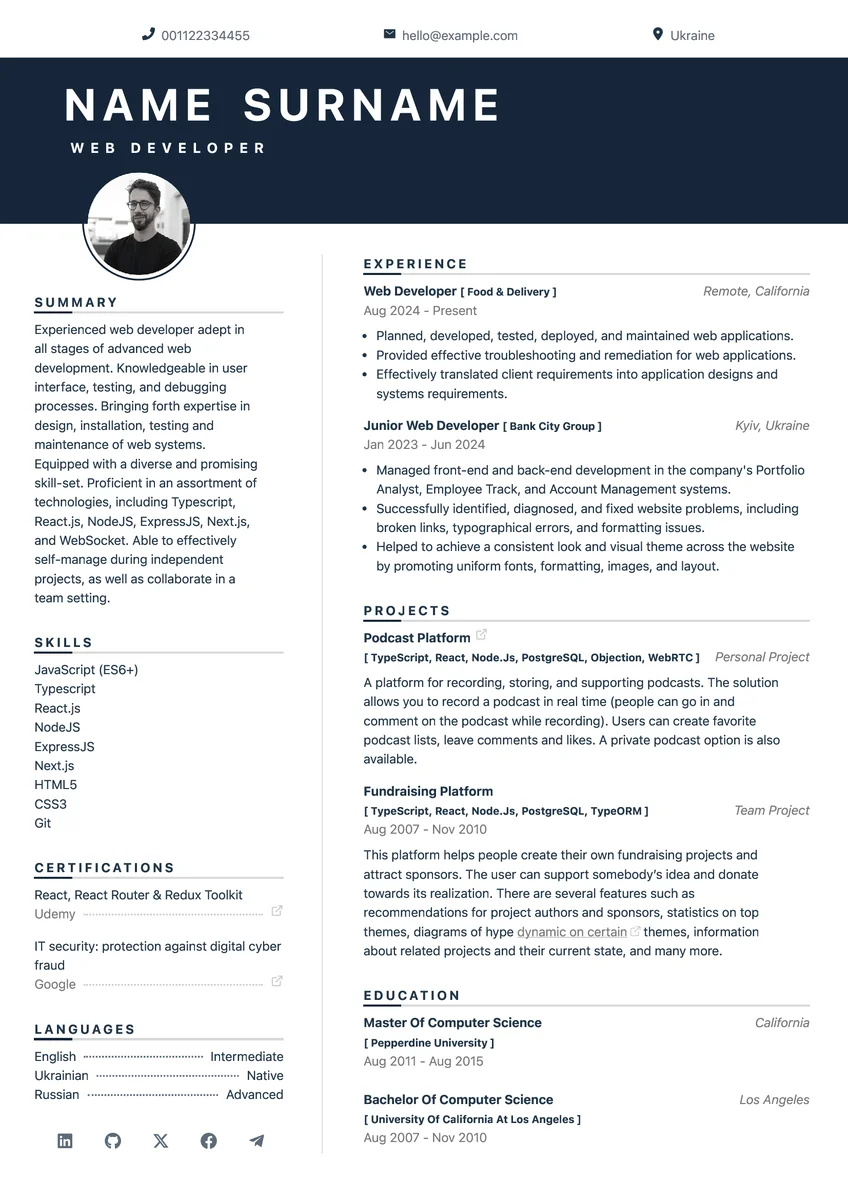 001122334455
hello@example.com
Ukraine
NAME SURNAME
WEB DEVELOPER
SUMMARY
Experienced web developer adept in
all stages of advanced web
development. Knowledgeable in user
interface, testing, and debugging
processes. Bringing forth expertise in
design, installation, testing and
maintenance of web systems.
Equipped with a diverse and promising
skill-set. Proficient in an assortment of
technologies, including Typescript,
React.js, NodeJS, ExpressJS, Next.js,
and WebSocket. Able to effectively
self-manage during independent
projects, as well as collaborate in a
team setting.
SKILLS
JavaScript (ES6+)
Typescript
React.js
NodeJS
ExpressJS
Next.js
HTML5
CSS3
Git
CERTIFICATIONS
React, React Router & Redux Toolkit
Udemy
IT security: protection against digital cyber
fraud
Google
LANGUAGES
English Intermediate
Ukrainian Native
Russian Advanced
EXPERIENCE
Web Developer [ Food & Delivery ] Remote, California
Aug 2024 - Present
• Planned, developed, tested, deployed, and maintained web applications.
• Provided effective troubleshooting and remediation for web applications.
• Effectively translated client requirements into application designs and
systems requirements.
Junior Web Developer [ Bank City Group ] Kyiv, Ukraine
Jan 2023 - Jun 2024
• Managed front-end and back-end development in the company's Portfolio
Analyst, Employee Track, and Account Management systems.
• Successfully identified, diagnosed, and fixed website problems, including
broken links, typographical errors, and formatting issues.
• Helped to achieve a consistent look and visual theme across the website
by promoting uniform fonts, formatting, images, and layout.
PROJECTS
Podcast Platform
[ TypeScript, React, Node.Js, PostgreSQL, Objection, WebRTC ] Personal Project
A platform for recording, storing, and supporting podcasts. The solution
allows you to record a podcast in real time (people can go in and
comment on the podcast while recording). Users can create favorite
podcast lists, leave comments and likes. A private podcast option is also
available.
Fundraising Platform
[ TypeScript, React, Node.Js, PostgreSQL, TypeORM ] Team Project
Aug 2007 - Nov 2010
This platform helps people create their own fundraising projects and
attract sponsors. The user can support somebody’s idea and donate
towards its realization. There are several features such as
recommendations for project authors and sponsors, statistics on top
themes, diagrams of hype dynamic on certain themes, information
about related projects and their current state, and many more.
EDUCATION
Master Of Computer Science California
[ Pepperdine University ]
Aug 2011 - Aug 2015
Bachelor Of Computer Science Los Angeles
[ University Of California At Los Angeles ]
Aug 2007 - Nov 2010